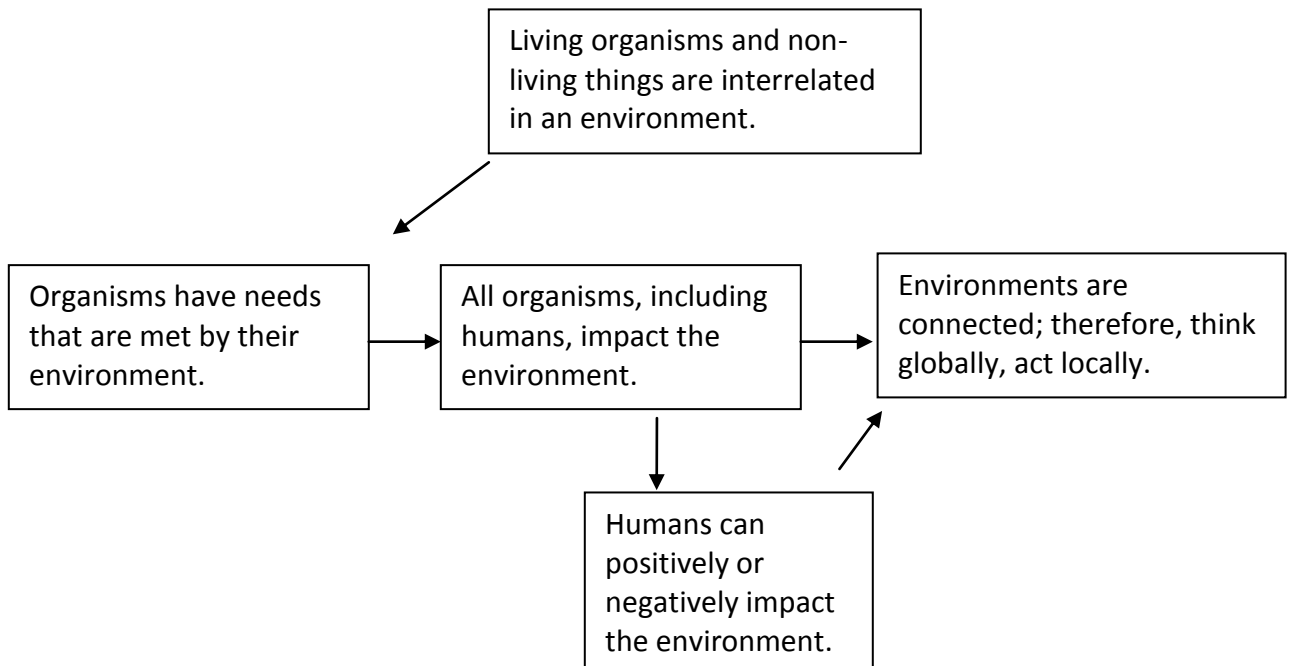 Living organisms and non-
living things are interrelated
in an environment.
Organisms have needs
that are met by their
environment.
All organisms, including
humans, impact the
environment.
Environments are
connected; therefore, think
globally, act locally.
Humans can
positively or
negatively impact
the environment.